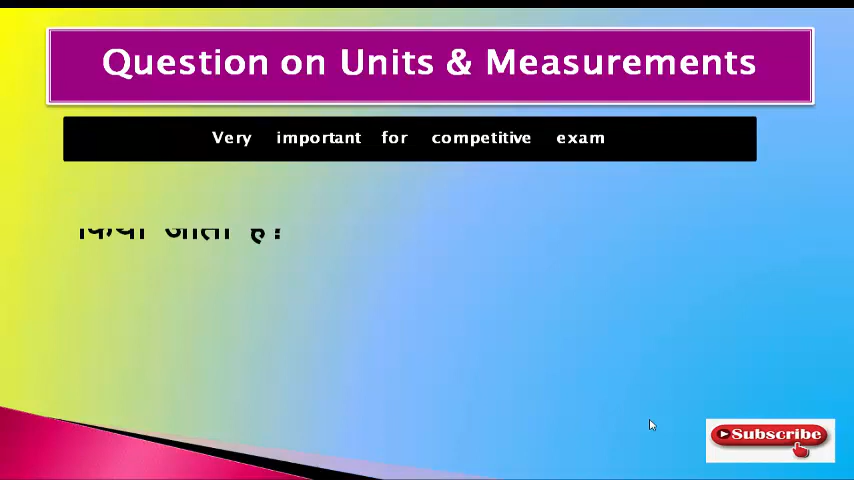 Question on Units & Measurements
Very important for competitive exam
किया जाता है?
Subscribe